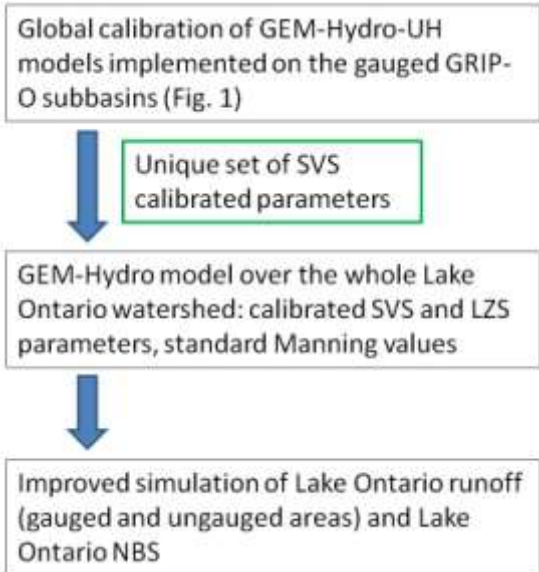 Global calibration of GEM-Hydro-UH
models implemented on the gauged GRIP-
O subbasins (Fig. 1)
Unique set of SVS
calibrated parameters
GEM-Hydro model over the whole Lake
Ontario watershed: calibrated SVS and LZS
parameters, standard Manning values
Improved simulation of Lake Ontario runoff
(gauged and ungauged areas) and Lake
Ontario NBS